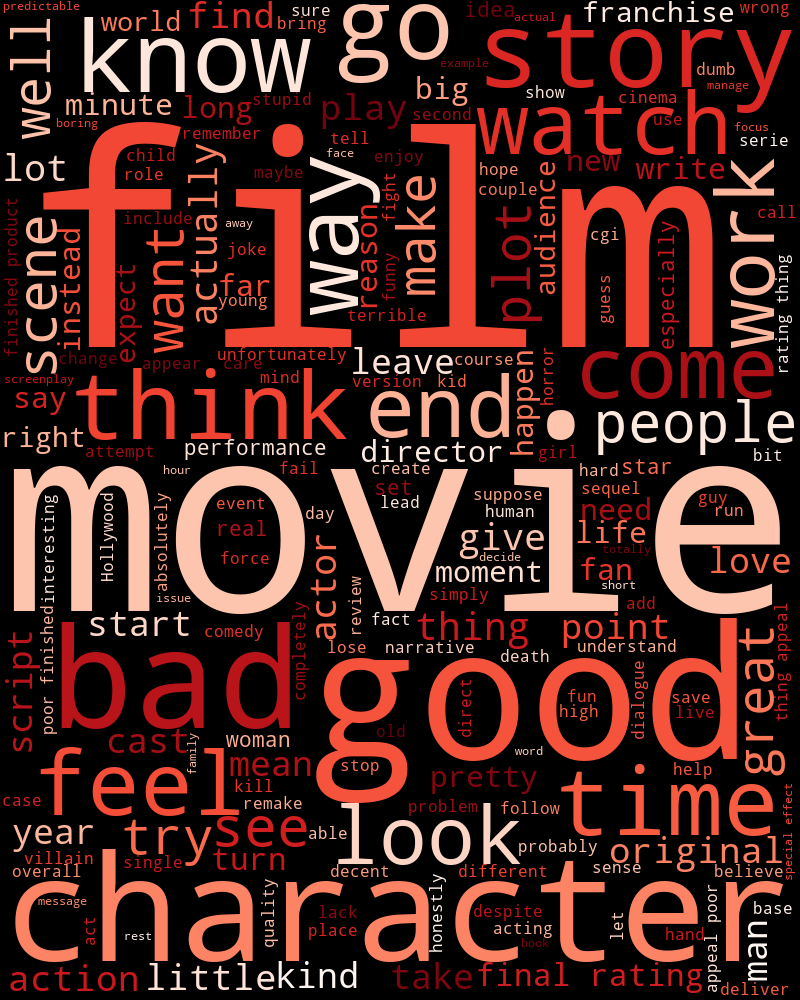 predictable
sure
idea
actual
franchise
wrong
world
find
bring
know
go
story
well
example
dumb
manage
show
big
minute
long
stupid
play
second
watch
cinema
use
focus
serie
boring
remember
tell
face
enjoy
lot
child
role
actually
maybe
way
fight
make
hope
couple
audience
new
write
work
call
film
finished product
scene
instead
include
away
want
joke
far
young
reason
funny
terrible
plot
cgi
guess
especially
rating thing
expect
change
appear
care
unfortunately
leave
course
happen
horror
come
screenplay
mind
version
kid
say
think
end
people
right
attempt
performance
director
girl
bit
hour
fail
create
hard
star
movie
interesting
Hollywood
absolutely
event
real
force
day
set
lead
suppose
human
sequel
need
guy
run
give
decide
life
totally
love
moment
fan
short
issue
actor
review
simply
add
start
comedy
completely
fact
thing
point
script
poor finished
bad
lose
narrative
death
understand
great
thing appeal
good
direct
fun
high
dialogue
save
live
cast
woman
family
old
word
feel
mean
stop
pretty
help
time
kill
case
remake
problem
follow
special effect
year
try
see
able
look
probably
original
villain
single
turn
overall
decent
different
sense
believe
character
message
act
rest
quality
lack
place
honestly
despite
acting
book
let
hand
appeal poor
man
base
action
little
kind
take
final rating
deliver